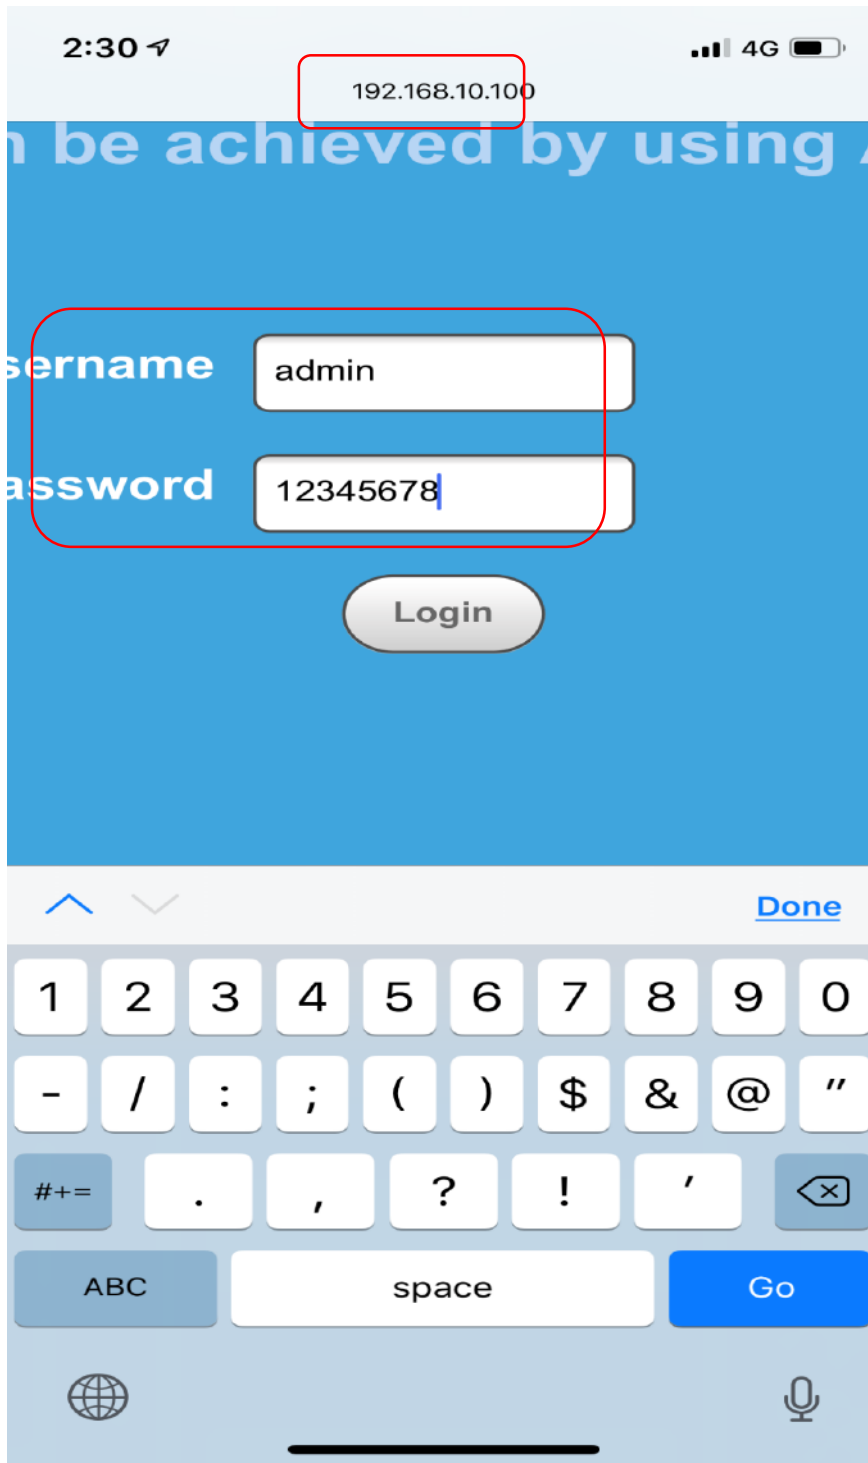 2:30 4G
192.168.10.100
n be achieved by using A
sername admin
assword 12345678
Login
Done
1 2 3 4 5 6 7 8 9 0
- / : ; ( ) $ & @ "
#+= . , ? ! '
ABC space Go